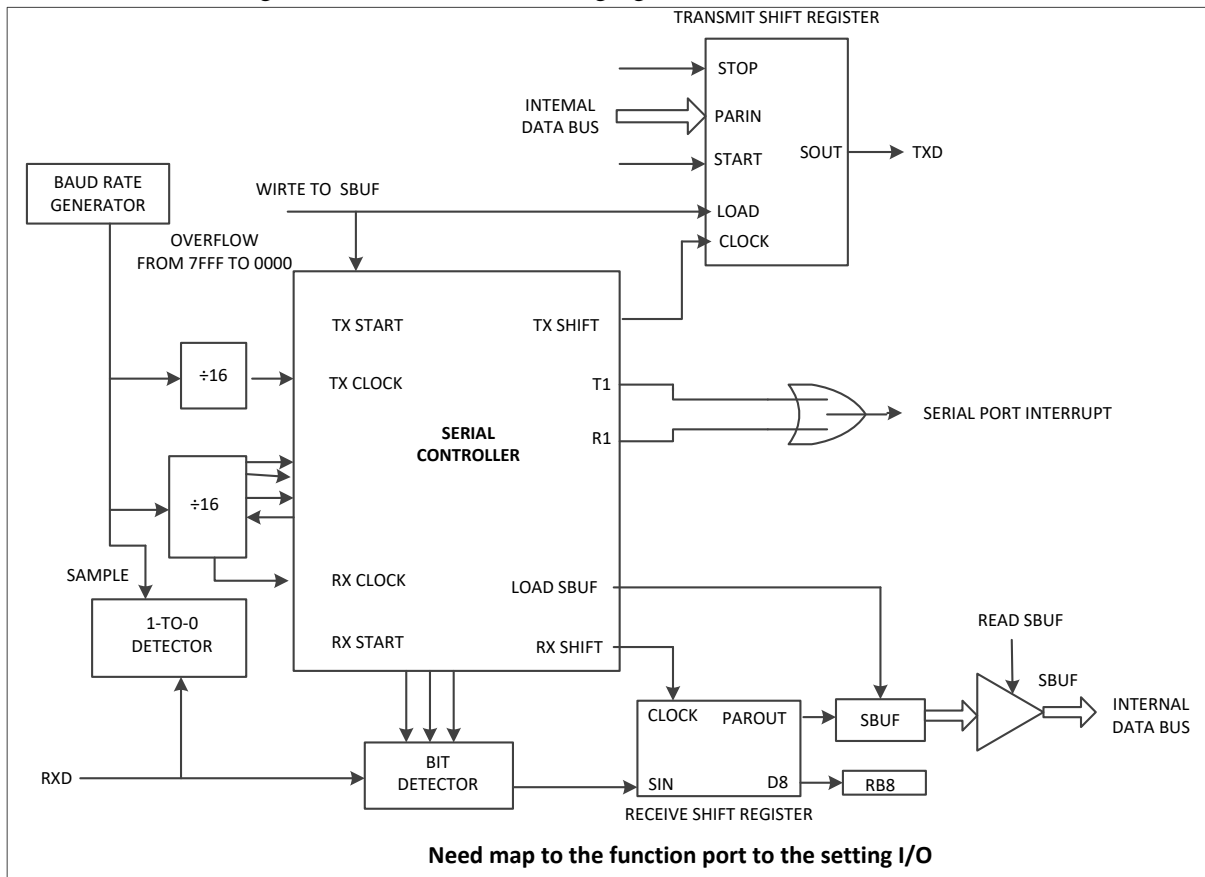 TRANSMIT SHIFT REGISTER
STOP
INTEMAL
DATA BUS
PARIN
START
SOUT
TXD
BAUD RATE
GENERATOR
WIRTE TO SBUF
LOAD
CLOCK
OVERFLOW
FROM 7FFF TO 0000
TX START
TX SHIFT
÷16
TX CLOCK
T1
SERIAL PORT INTERRUPT
SERIAL
CONTROLLER
R1
÷16
SAMPLE
RX CLOCK
LOAD SBUF
1-TO-0
DETECTOR
RX START
RX SHIFT
READ SBUF
CLOCK
PAROUT
SBUF
SBUF
INTERNAL
DATA BUS
RXD
BIT
DETECTOR
SIN
D8
RB8
RECEIVE SHIFT REGISTER
Need map to the function port to the setting I/O